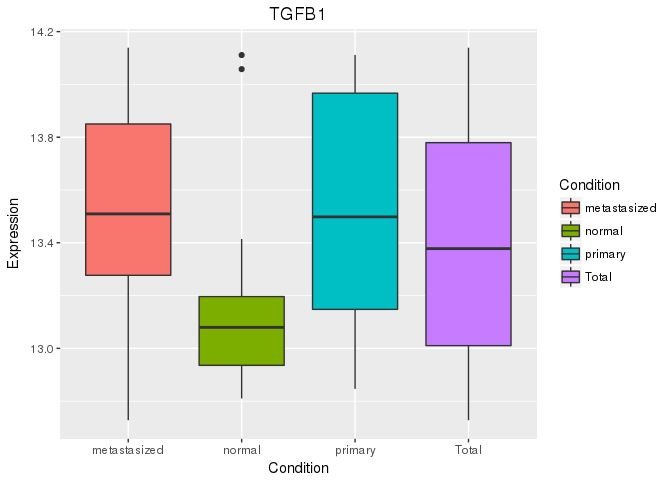 TGFB1
14.2
13.8
13.4
13.0
Expression
metastasized normal primary Total
Condition
Condition
metastasized
normal
primary
Total